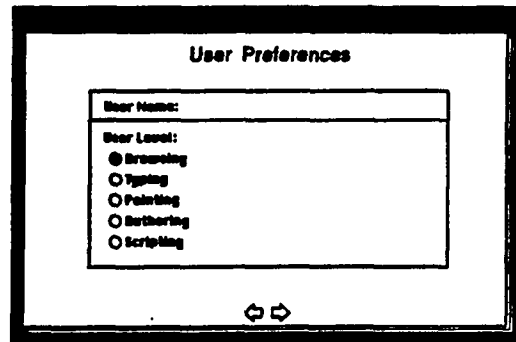 User Preferences
User Name:
User Level:
Browsing
Typing
Painting
Authoring
Scripting